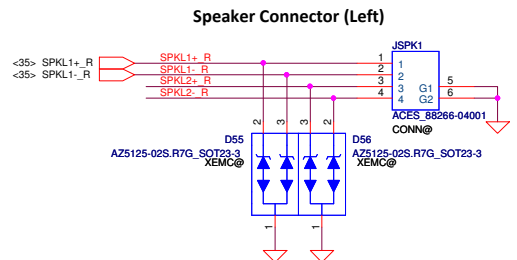 Speaker Connector (Left)
JSPK1
<35> SPKL1+_R SPKL1+_R 1 1
<35> SPKL1-_R SPKL1-_R 2 2
SPKL2+_R 3 3 G1 5
SPKL2-_R 4 4 G2 6
ACES_88266-04001
CONN@
2 3 3 2
D55 D56
AZ5125-02S.R7G_SOT23-3 AZ5125-02S.R7G_SOT23-3
XEMC@ XEMC@
1 1